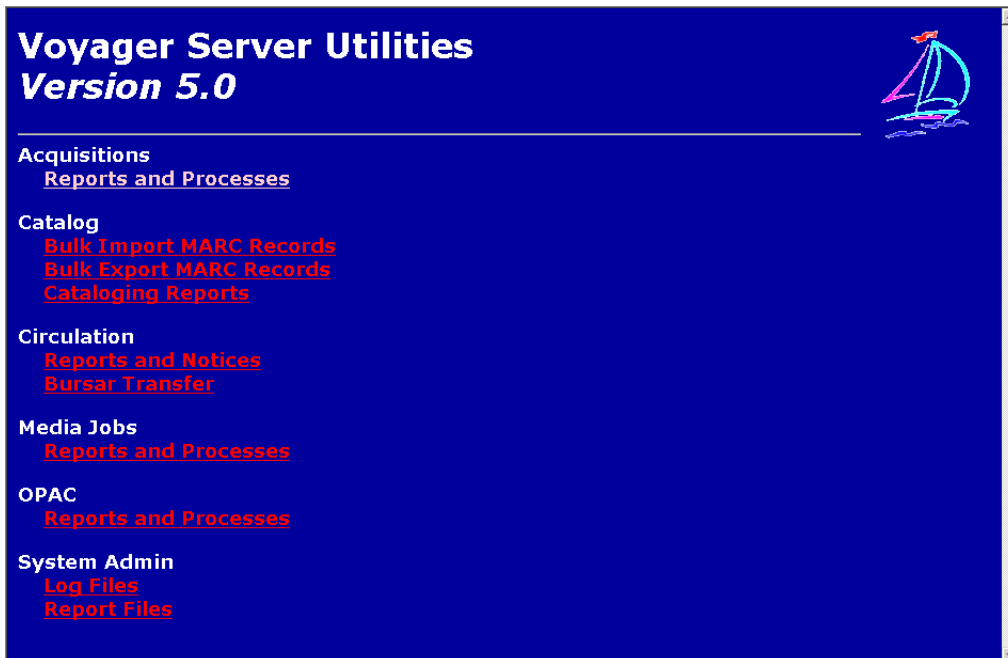 Voyager Server Utilities
Version 5.0
Acquisitions
Reports and Processes
Catalog
Bulk Import MARC Records
Bulk Export MARC Records
Cataloging Reports
Circulation
Reports and Notices
Bursar Transfer
Media Jobs
Reports and Processes
OPAC
Reports and Processes
System Admin
Log Files
Report Files